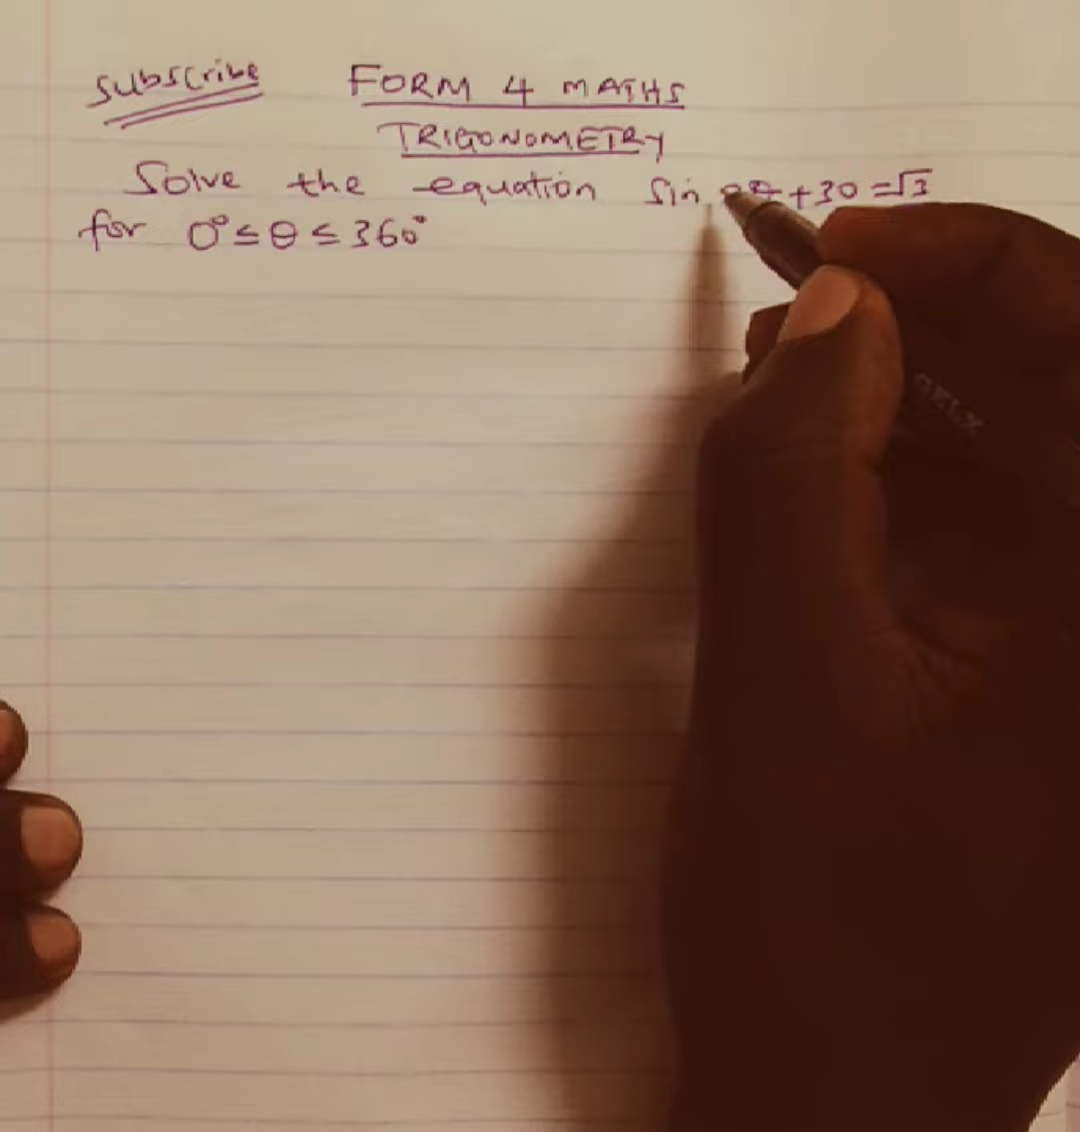 Subscribe FORM 4 MATHS
TRIGONOMETRY
Solve the equation Sin +30 =√3
for 0° ≤ θ ≤ 360°